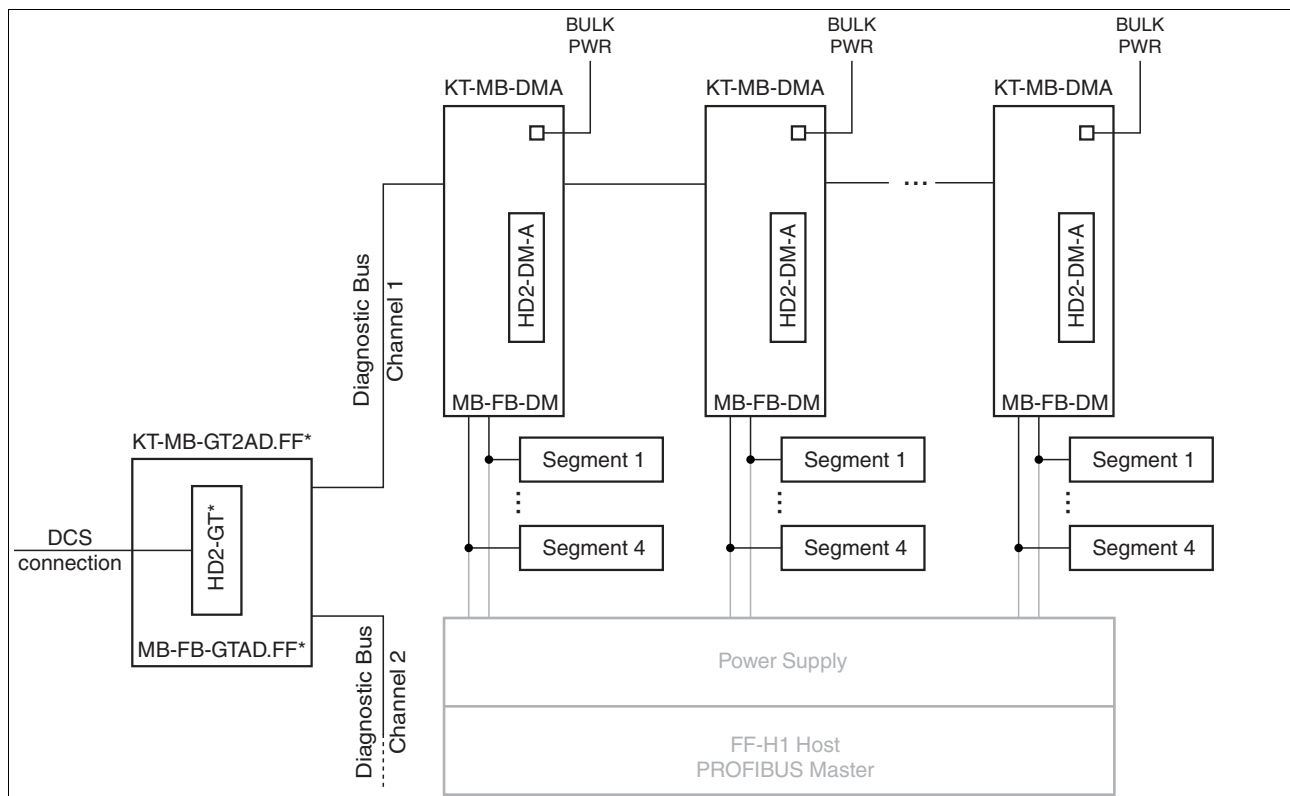 BULK
PWR
BULK
PWR
BULK
PWR
KT-MB-DMA
KT-MB-DMA
KT-MB-DMA
...
HD2-DM-A
HD2-DM-A
HD2-DM-A
Diagnostic Bus
Channel 1
MB-FB-DM
MB-FB-DM
MB-FB-DM
KT-MB-GT2AD.FF*
Segment 1
Segment 1
Segment 1
HD2-GT*
DCS
connection
Segment 4
Segment 4
Segment 4
MB-FB-GTAD.FF*
Diagnostic Bus
Channel 2
Power Supply
FF-H1 Host
PROFIBUS Master